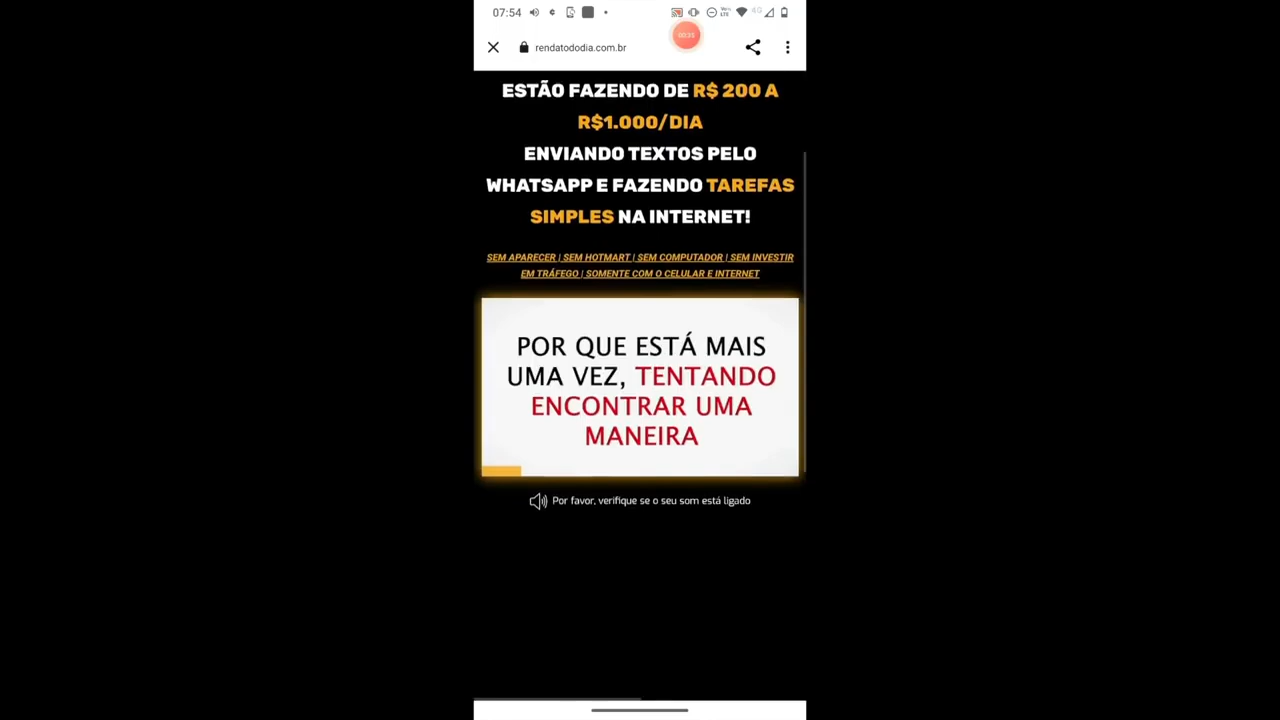 07:54
00:35
rendatododia.com.br
ESTÃO FAZENDO DE R$ 200 A
R$1.000/DIA
ENVIANDO TEXTOS PELO
WHATSAPP E FAZENDO TAREFAS
SIMPLES NA INTERNET!
SEM APARECER | SEM HOTMART | SEM COMPUTADOR | SEM INVESTIR
EM TRÁFEGO | SOMENTE COM O CELULAR E INTERNET
POR QUE ESTÁ MAIS
UMA VEZ, TENTANDO
ENCONTRAR UMA
MANEIRA
Por favor, verifique se o seu som está ligado